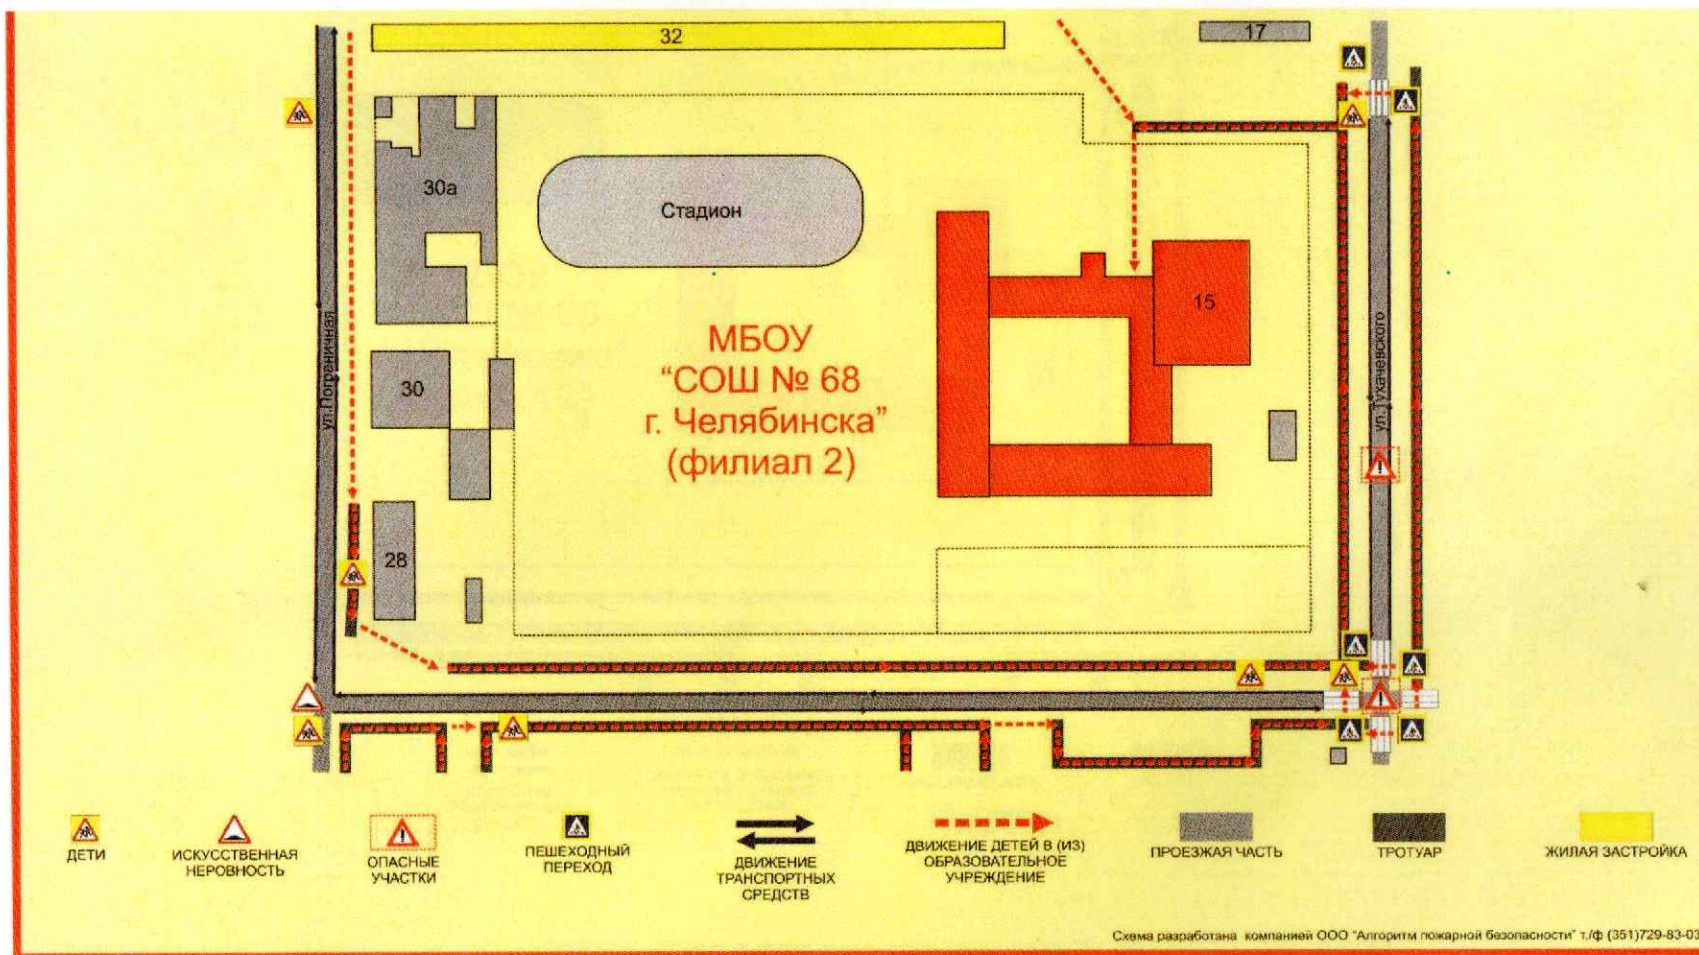 32
17
30а
Стадион
15
ул. Пограничная
ул. Тухачевского
МБОУ
“СОШ № 68
г. Челябинска”
(филиал 2)
30
28
ДЕТИ
ИСКУССТВЕННАЯ
НЕРОВНОСТЬ
ОПАСНЫЕ
УЧАСТКИ
ПЕШЕХОДНЫЙ
ПЕРЕХОД
ДВИЖЕНИЕ
ТРАНСПОРТНЫХ
СРЕДСТВ
ДВИЖЕНИЕ ДЕТЕЙ В (ИЗ)
ОБРАЗОВАТЕЛЬНОЕ
УЧРЕЖДЕНИЕ
ПРОЕЗЖАЯ ЧАСТЬ
ТРОТУАР
ЖИЛАЯ ЗАСТРОЙКА
Схема разработана компанией ООО "Алгоритм пожарной безопасности" т./ф (351)729-83-03